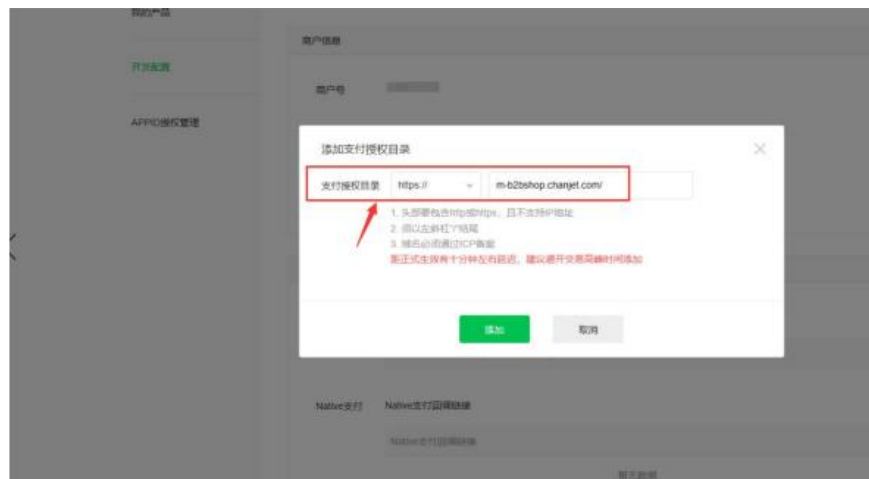 我的产品
商户信息
开发配置
商户号
APPID授权管理
添加支付授权目录
支付授权目录 https:// m-b2bshop.chanjet.com/
1. 头部要包含http或https，且不支持IP地址
2. 须以左斜杠“/”结尾
3. 域名必须通过ICP备案
距正式生效有十分钟左右延迟，建议避开交易高峰时间添加
添加 取消
Native支付 Native支付回调链接
Native支付回调链接
暂无数据